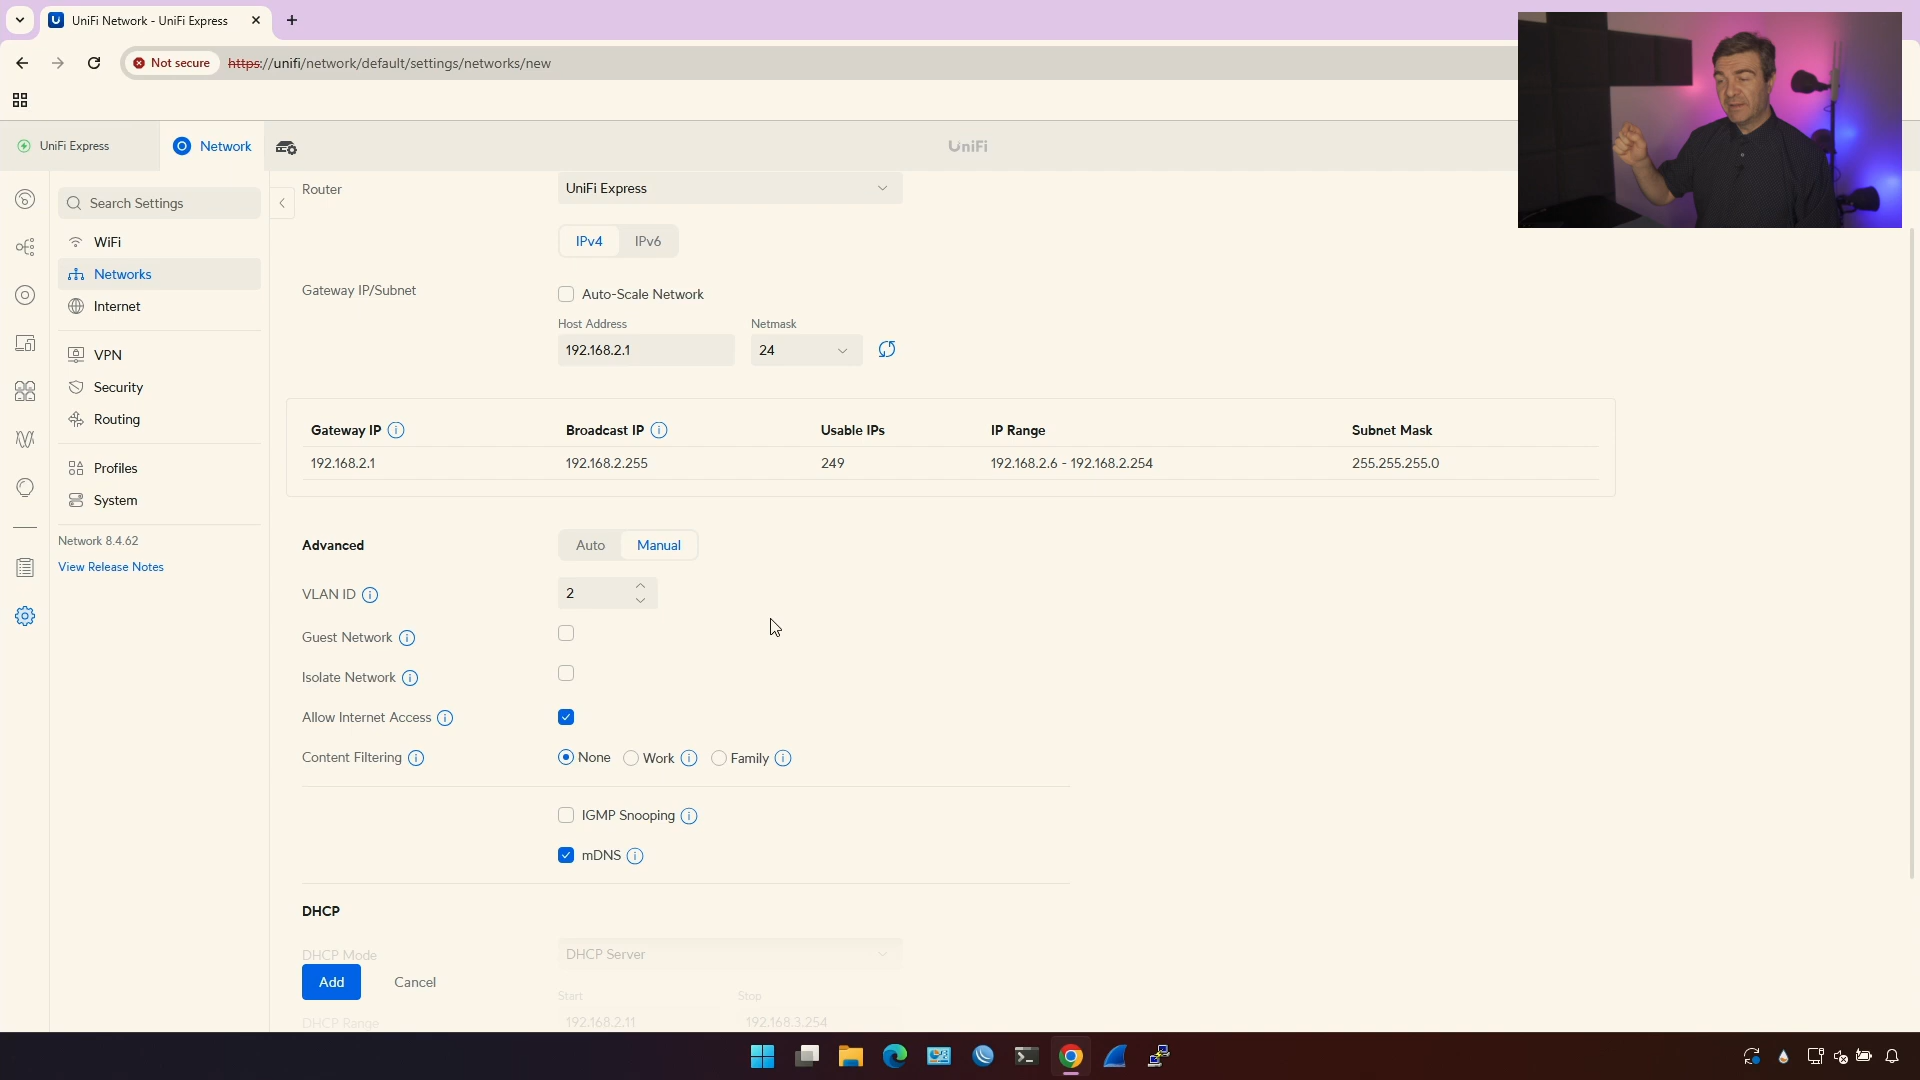 UniFi Network - UniFi Express
Not secure https://unifi/network/default/settings/networks/new
UniFi Express
Network
UniFi
Search Settings
WiFi
Networks
Internet
VPN
Security
Routing
Profiles
System
Network 8.4.62
View Release Notes
Router UniFi Express
IPv4 IPv6
Gateway IP/Subnet Auto-Scale Network
Host Address Netmask
192.168.2.1 24
Gateway IP Broadcast IP Usable IPs IP Range Subnet Mask
192.168.2.1 192.168.2.255 249 192.168.2.6 - 192.168.2.254 255.255.255.0
Advanced Auto Manual
VLAN ID 2
Guest Network
Isolate Network
Allow Internet Access
Content Filtering None Work Family
IGMP Snooping
mDNS
DHCP
DHCP Mode DHCP Server
Add Cancel
Start Stop
DHCP Range 192.168.2.11 192.168.3.254